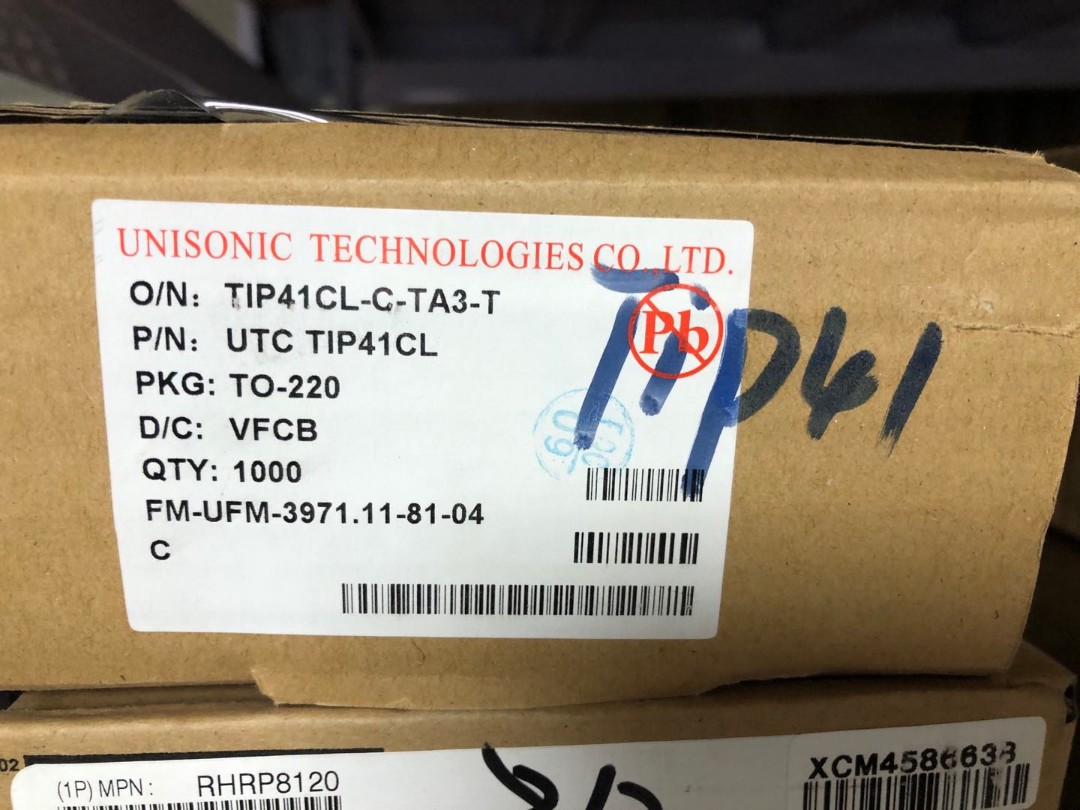 UNISONIC TECHNOLOGIES CO.,LTD.
O/N: TIP41CL-C-TA3-T
P/N: UTC TIP41CL
PKG: TO-220
D/C: VFCB
QTY: 1000
FM-UFM-3971.11-81-04
C
Pb
TiP41
02
(1P) MPN: RHRP8120
XCM4586638